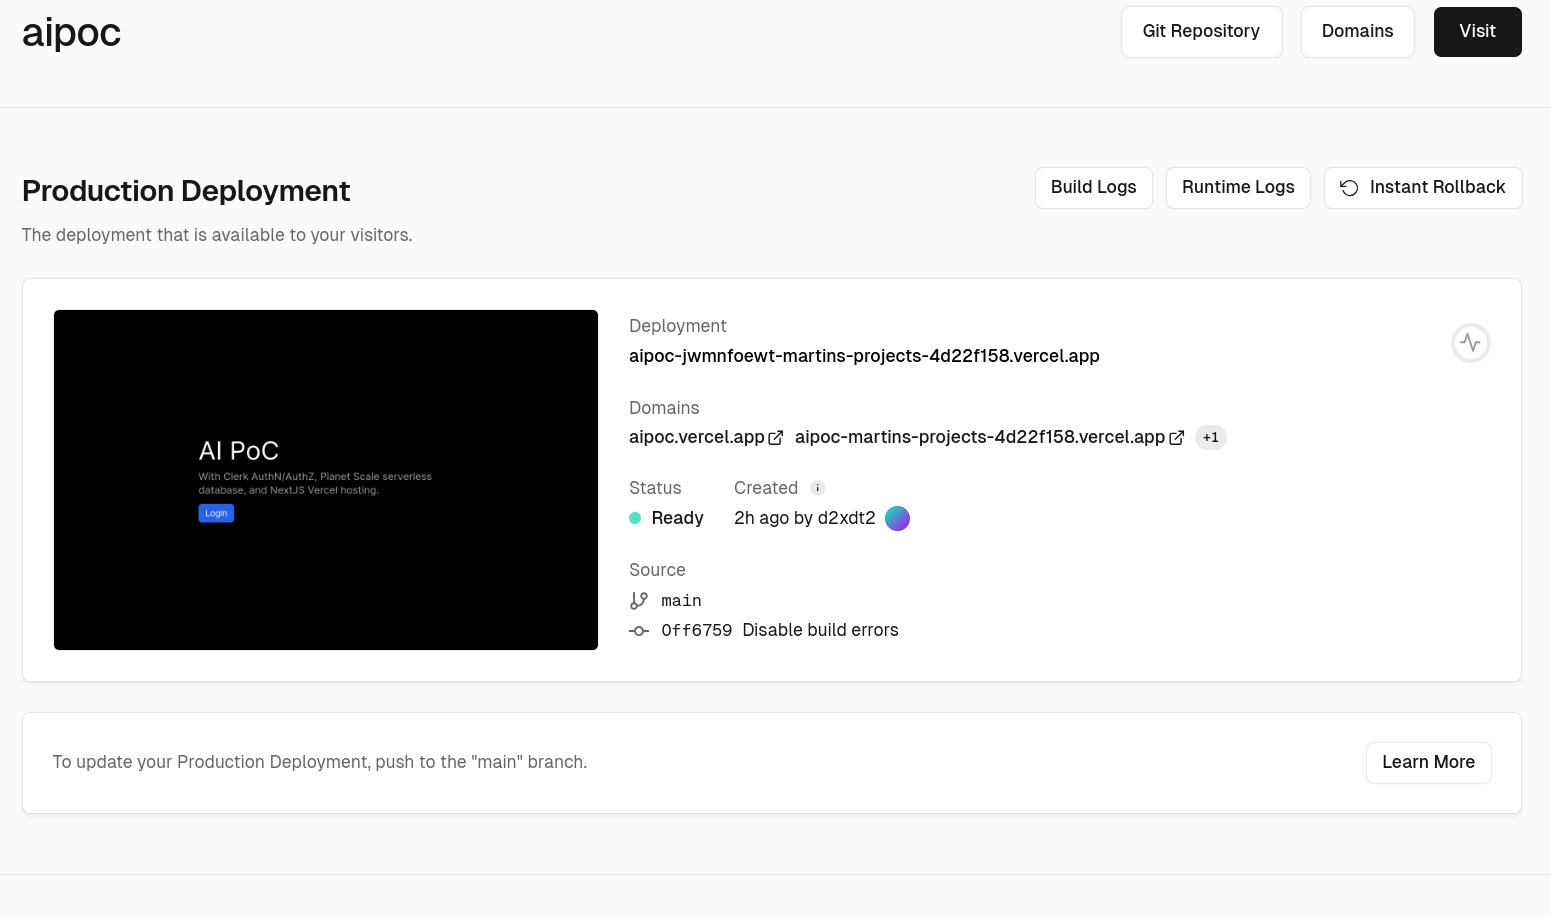 aipoc
Git Repository
Domains
Visit
Production Deployment
Build Logs
Runtime Logs
Instant Rollback
The deployment that is available to your visitors.
AI PoC
With Clerk AuthN/AuthZ, Planet Scale serverless
database, and NextJS Vercel hosting.
Login
Deployment
aipoc-jwmnfoewt-martins-projects-4d22f158.vercel.app
Domains
aipoc.vercel.app aipoc-martins-projects-4d22f158.vercel.app +1
Status
Created
Ready
2h ago by d2xdt2
Source
main
0ff6759 Disable build errors
To update your Production Deployment, push to the "main" branch.
Learn More